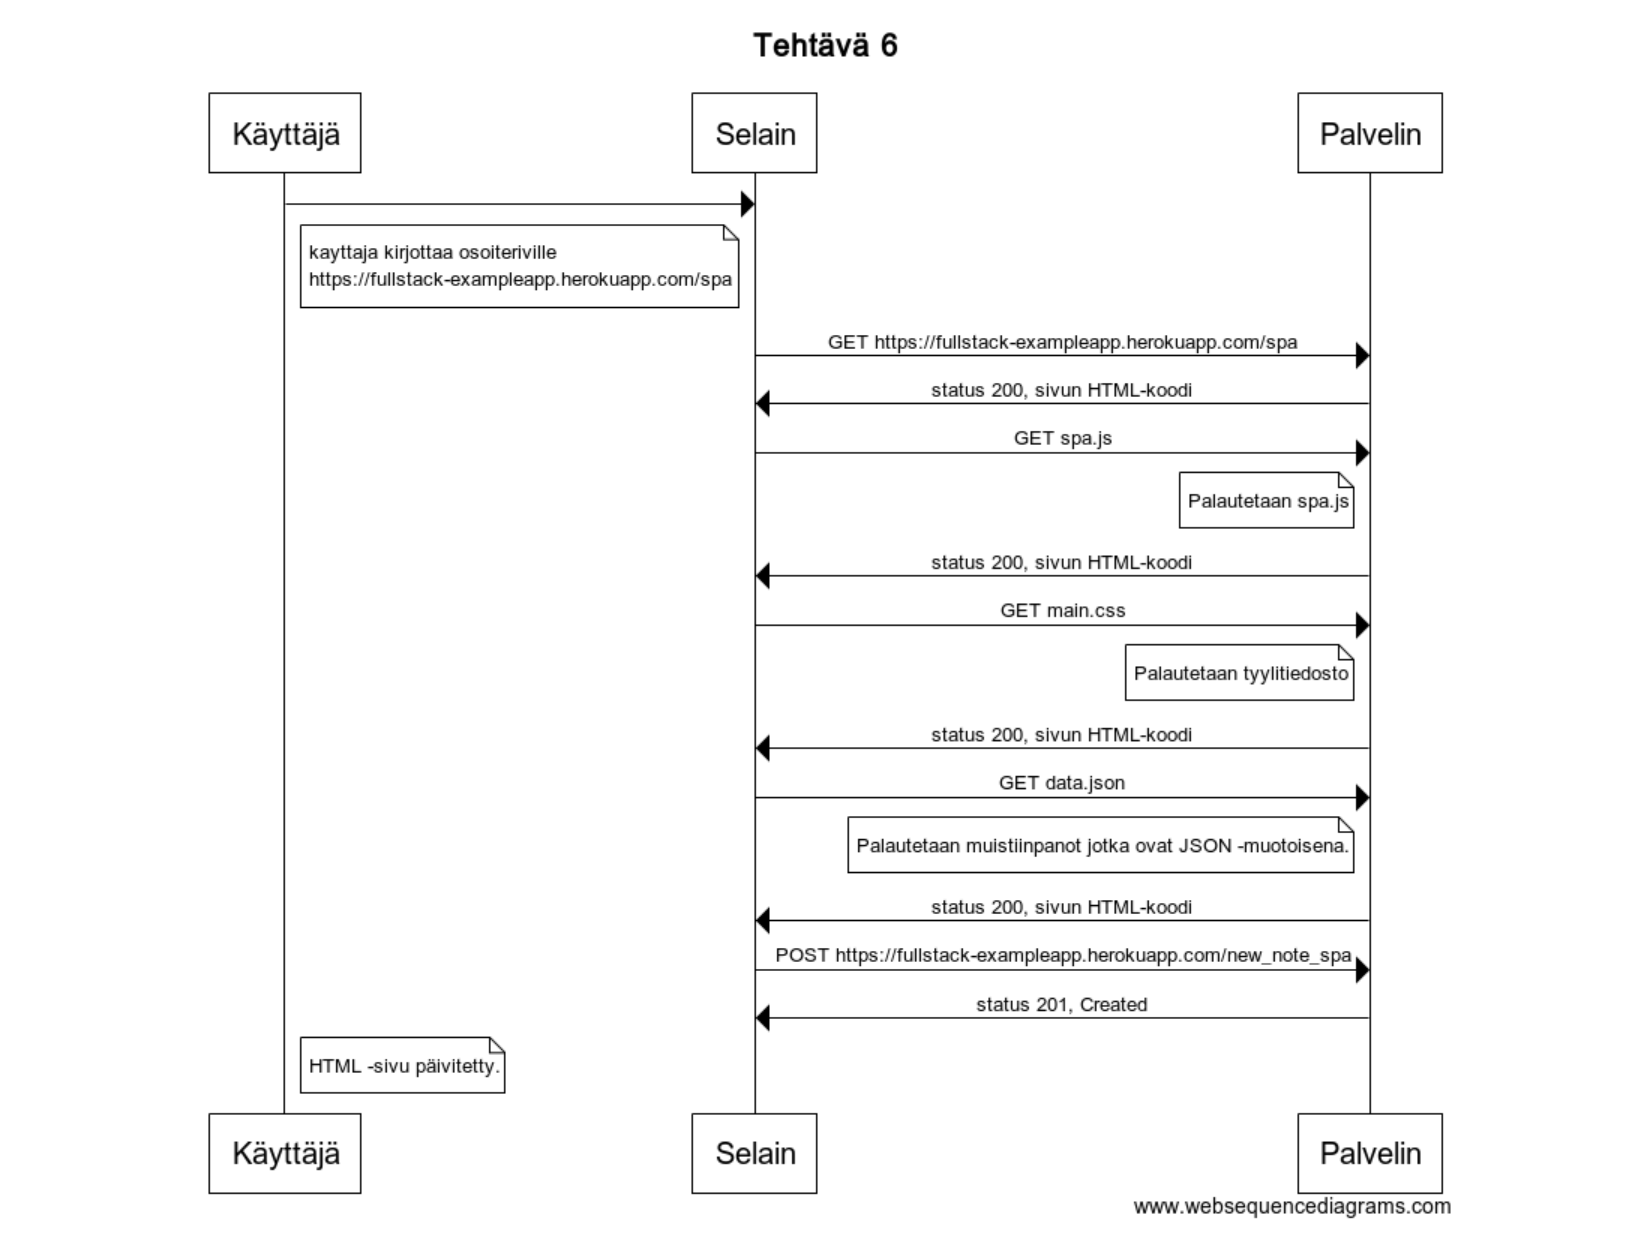 Tehtävä 6
Käyttäjä
Selain
Palvelin
kayttaja kirjottaa osoiteriville
https://fullstack-exampleapp.herokuapp.com/spa
GET https://fullstack-exampleapp.herokuapp.com/spa
status 200, sivun HTML-koodi
GET spa.js
Palautetaan spa.js
status 200, sivun HTML-koodi
GET main.css
Palautetaan tyylitiedosto
status 200, sivun HTML-koodi
GET data.json
Palautetaan muistiinpanot jotka ovat JSON -muotoisena.
status 200, sivun HTML-koodi
POST https://fullstack-exampleapp.herokuapp.com/new_note_spa
status 201, Created
HTML -sivu päivitetty.
Käyttäjä
Selain
Palvelin
www.websequencediagrams.com